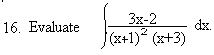 16. Evaluate ∫ 3x-2 / (x+1)² (x+3) dx.